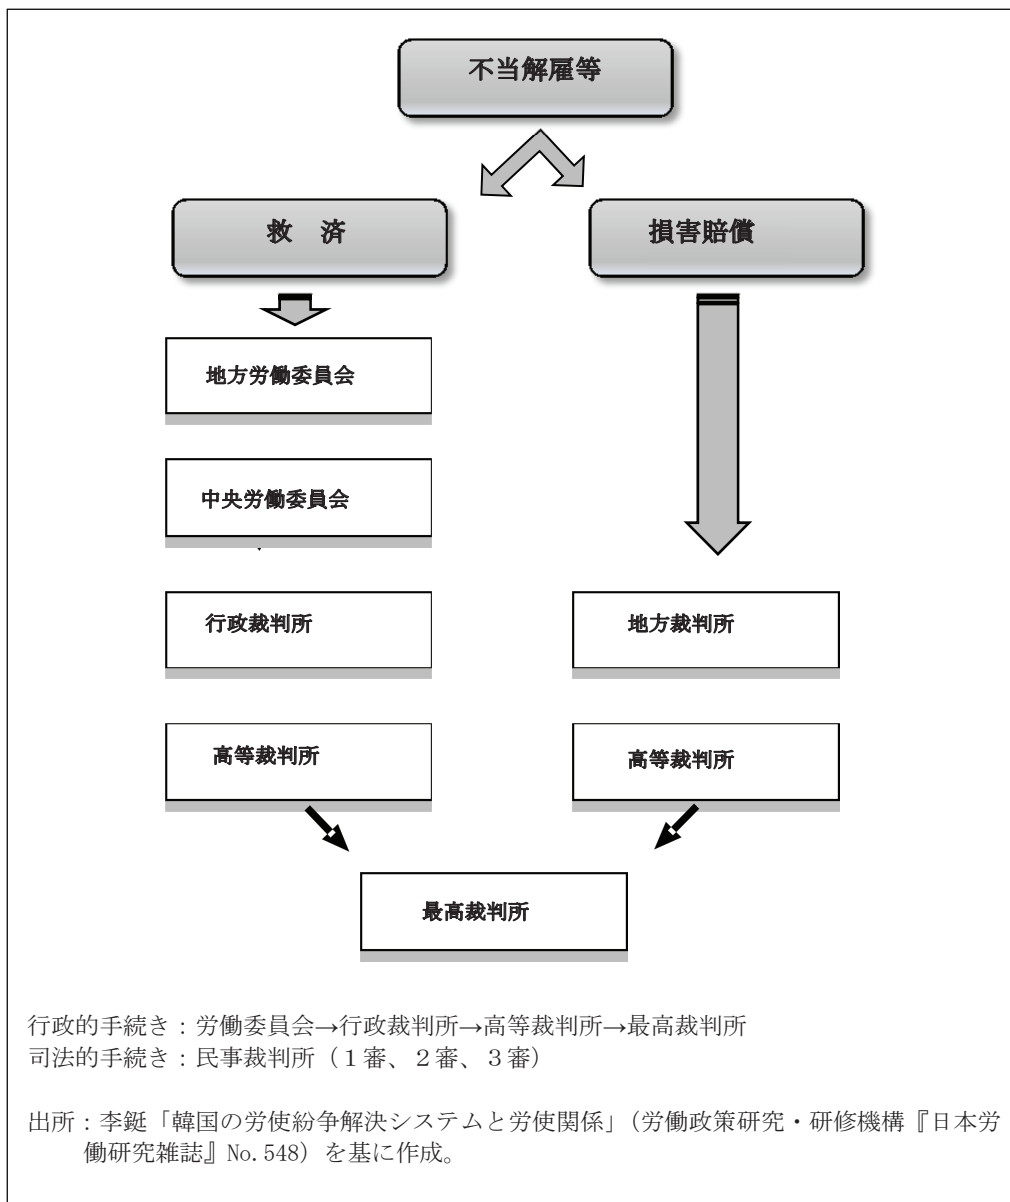 不当解雇等
救　済
損害賠償
地方労働委員会
中央労働委員会
行政裁判所
地方裁判所
高等裁判所
高等裁判所
最高裁判所
行政的手続き：労働委員会→行政裁判所→高等裁判所→最高裁判所
司法的手続き：民事裁判所（１審、２審、３審）
出所：李鋌「韓国の労使紛争解決システムと労使関係」（労働政策研究・研修機構『日本労
働研究雑誌』No.548）を基に作成。